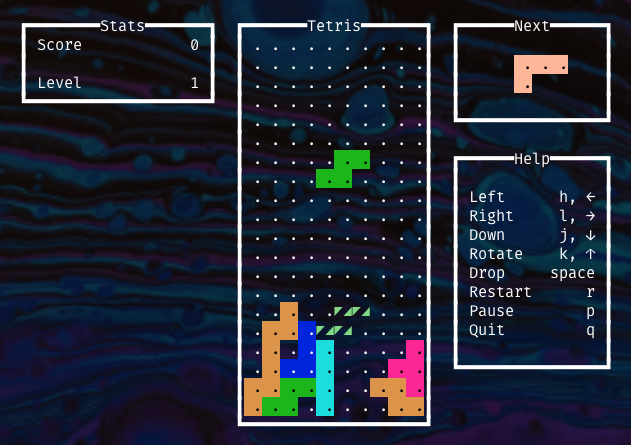 Stats
Score 0
Level 1
Tetris
Next
Help
Left h, ←
Right l, →
Down j, ↓
Rotate k, ↑
Drop space
Restart r
Pause p
Quit q